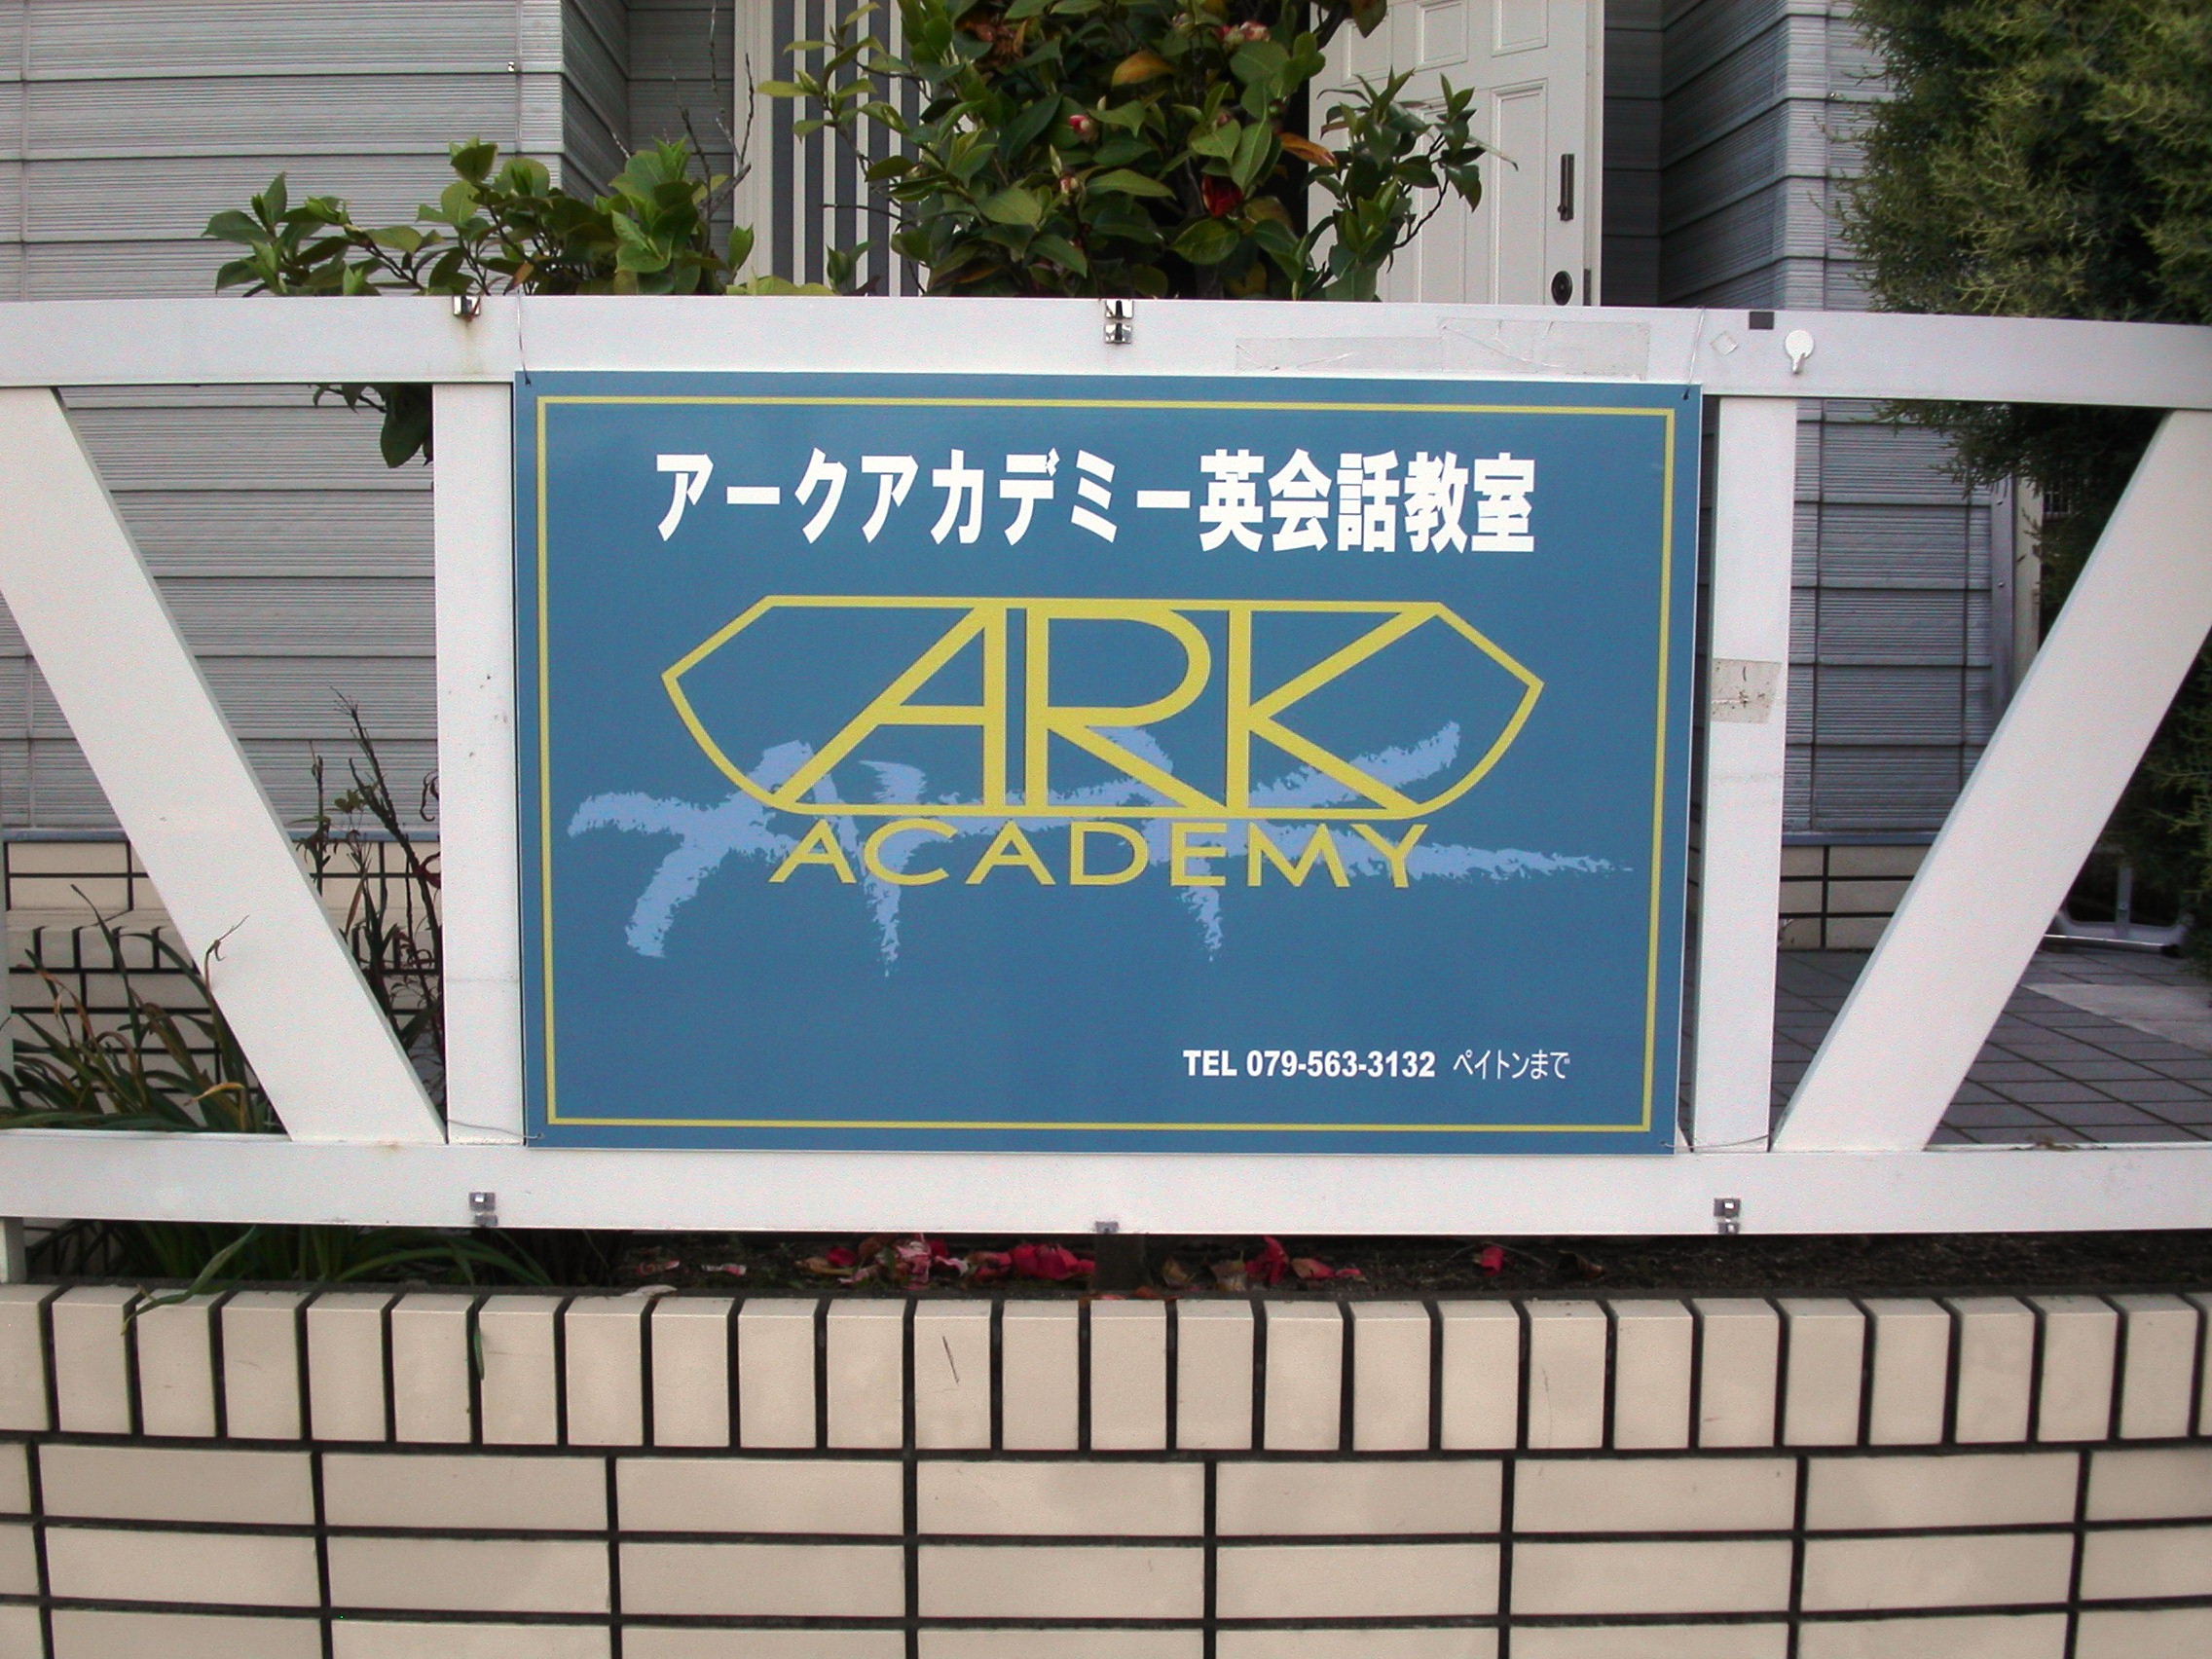 アークアカデミー英会話教室
ARK
ACADEMY
TEL 079-563-3132 ペイトンまで